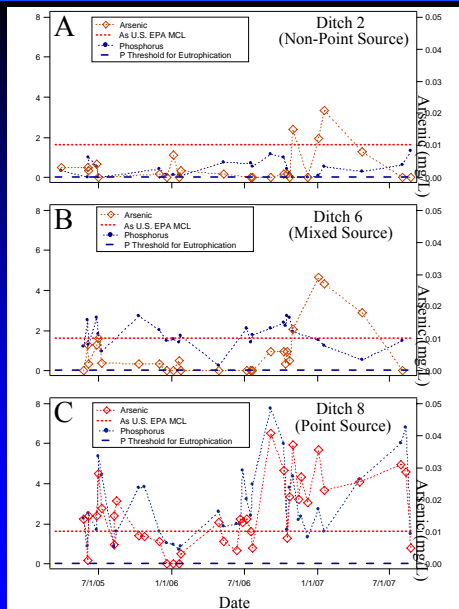 A
Arsenic
As U.S. EPA MCL
Phosphorus
P Threshold for Eutrophication
Ditch 2
(Non-Point Source)
8
6
4
2
0
0.05
0.04
0.03
0.02
0.01
0.00
Arsenic (mg/L)
B
Arsenic
As U.S. EPA MCL
Phosphorus
P Threshold for Eutrophication
Ditch 6
(Mixed Source)
8
6
4
2
0
0.05
0.04
0.03
0.02
0.01
0.00
Arsenic (mg/L)
C
Arsenic
As U.S. EPA MCL
Phosphorus
P Threshold for Eutrophication
Ditch 8
(Point Source)
8
6
4
2
0
0.05
0.04
0.03
0.02
0.01
0.00
Arsenic (mg/L)
7/1/05 1/1/06 7/1/06 1/1/07 7/1/07
Date